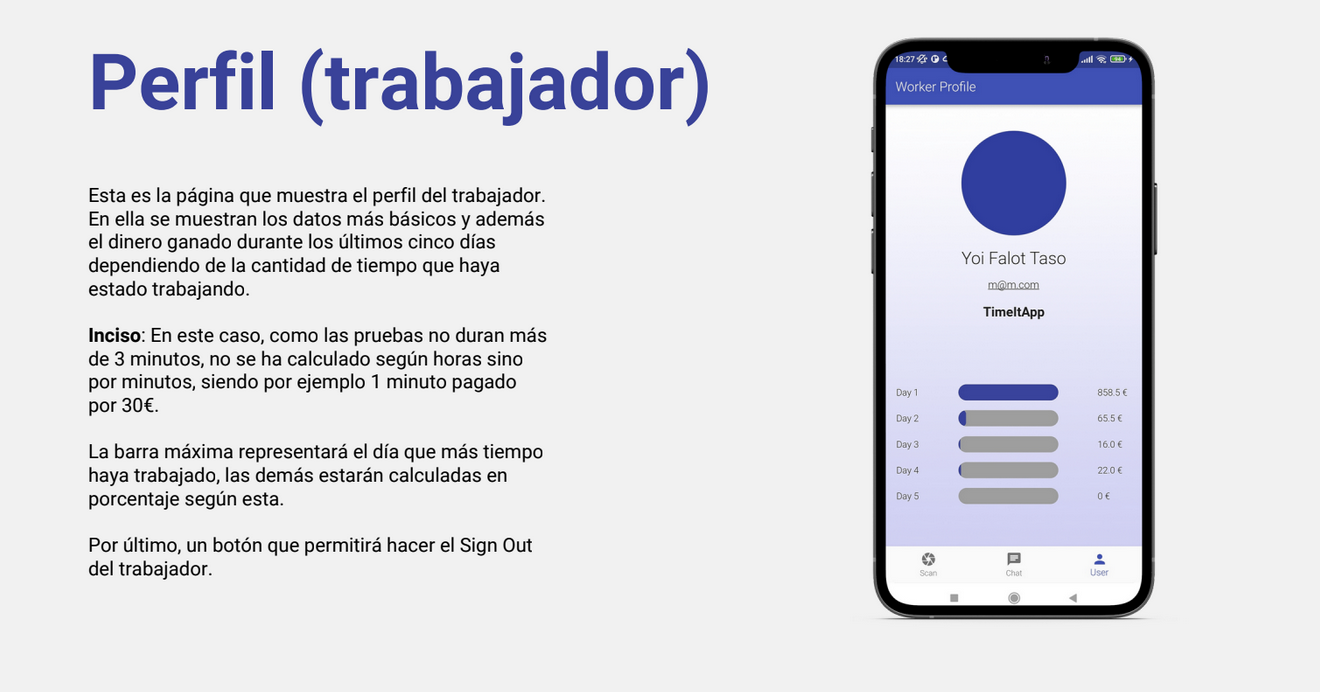 Perfil (trabajador)
Esta es la página que muestra el perfil del trabajador.
En ella se muestran los datos más básicos y además
el dinero ganado durante los últimos cinco días
dependiendo de la cantidad de tiempo que haya
estado trabajando.
Inciso: En este caso, como las pruebas no duran más
de 3 minutos, no se ha calculado según horas sino
por minutos, siendo por ejemplo 1 minuto pagado
por 30€.
La barra máxima representará el día que más tiempo
haya trabajado, las demás estarán calculadas en
porcentaje según esta.
Por último, un botón que permitirá hacer el Sign Out
del trabajador.
18:27
Worker Profile
Yoi Falot Taso
m@m.com
TimeItApp
Day 1 858.5 €
Day 2 65.5 €
Day 3 16.0 €
Day 4 22.0 €
Day 5 0 €
Scan Chat User